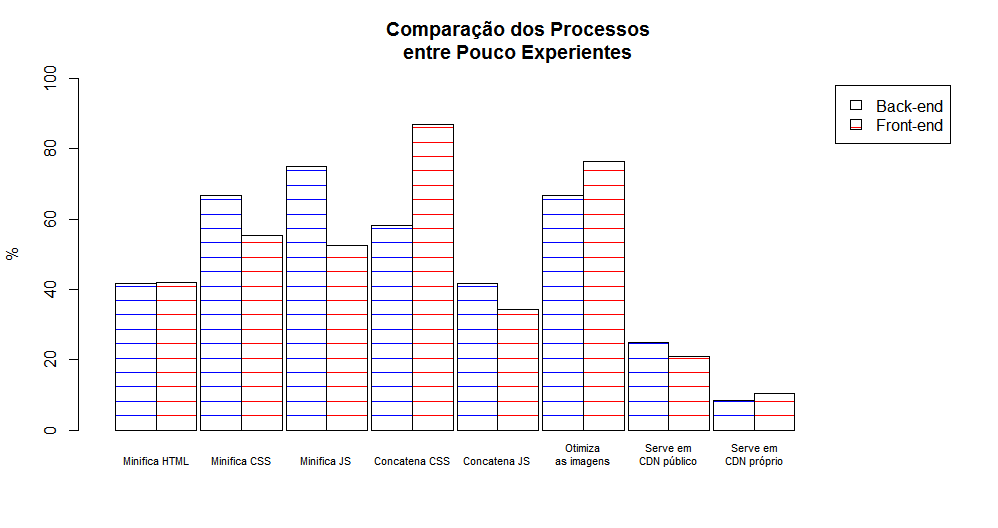 Comparação dos Processos
entre Pouco Experientes
Back-end
Front-end
%
100
80
60
40
20
0
Minifica HTML
Minifica CSS
Minifica JS
Concatena CSS
Concatena JS
Otimiza
as imagens
Serve em
CDN público
Serve em
CDN próprio